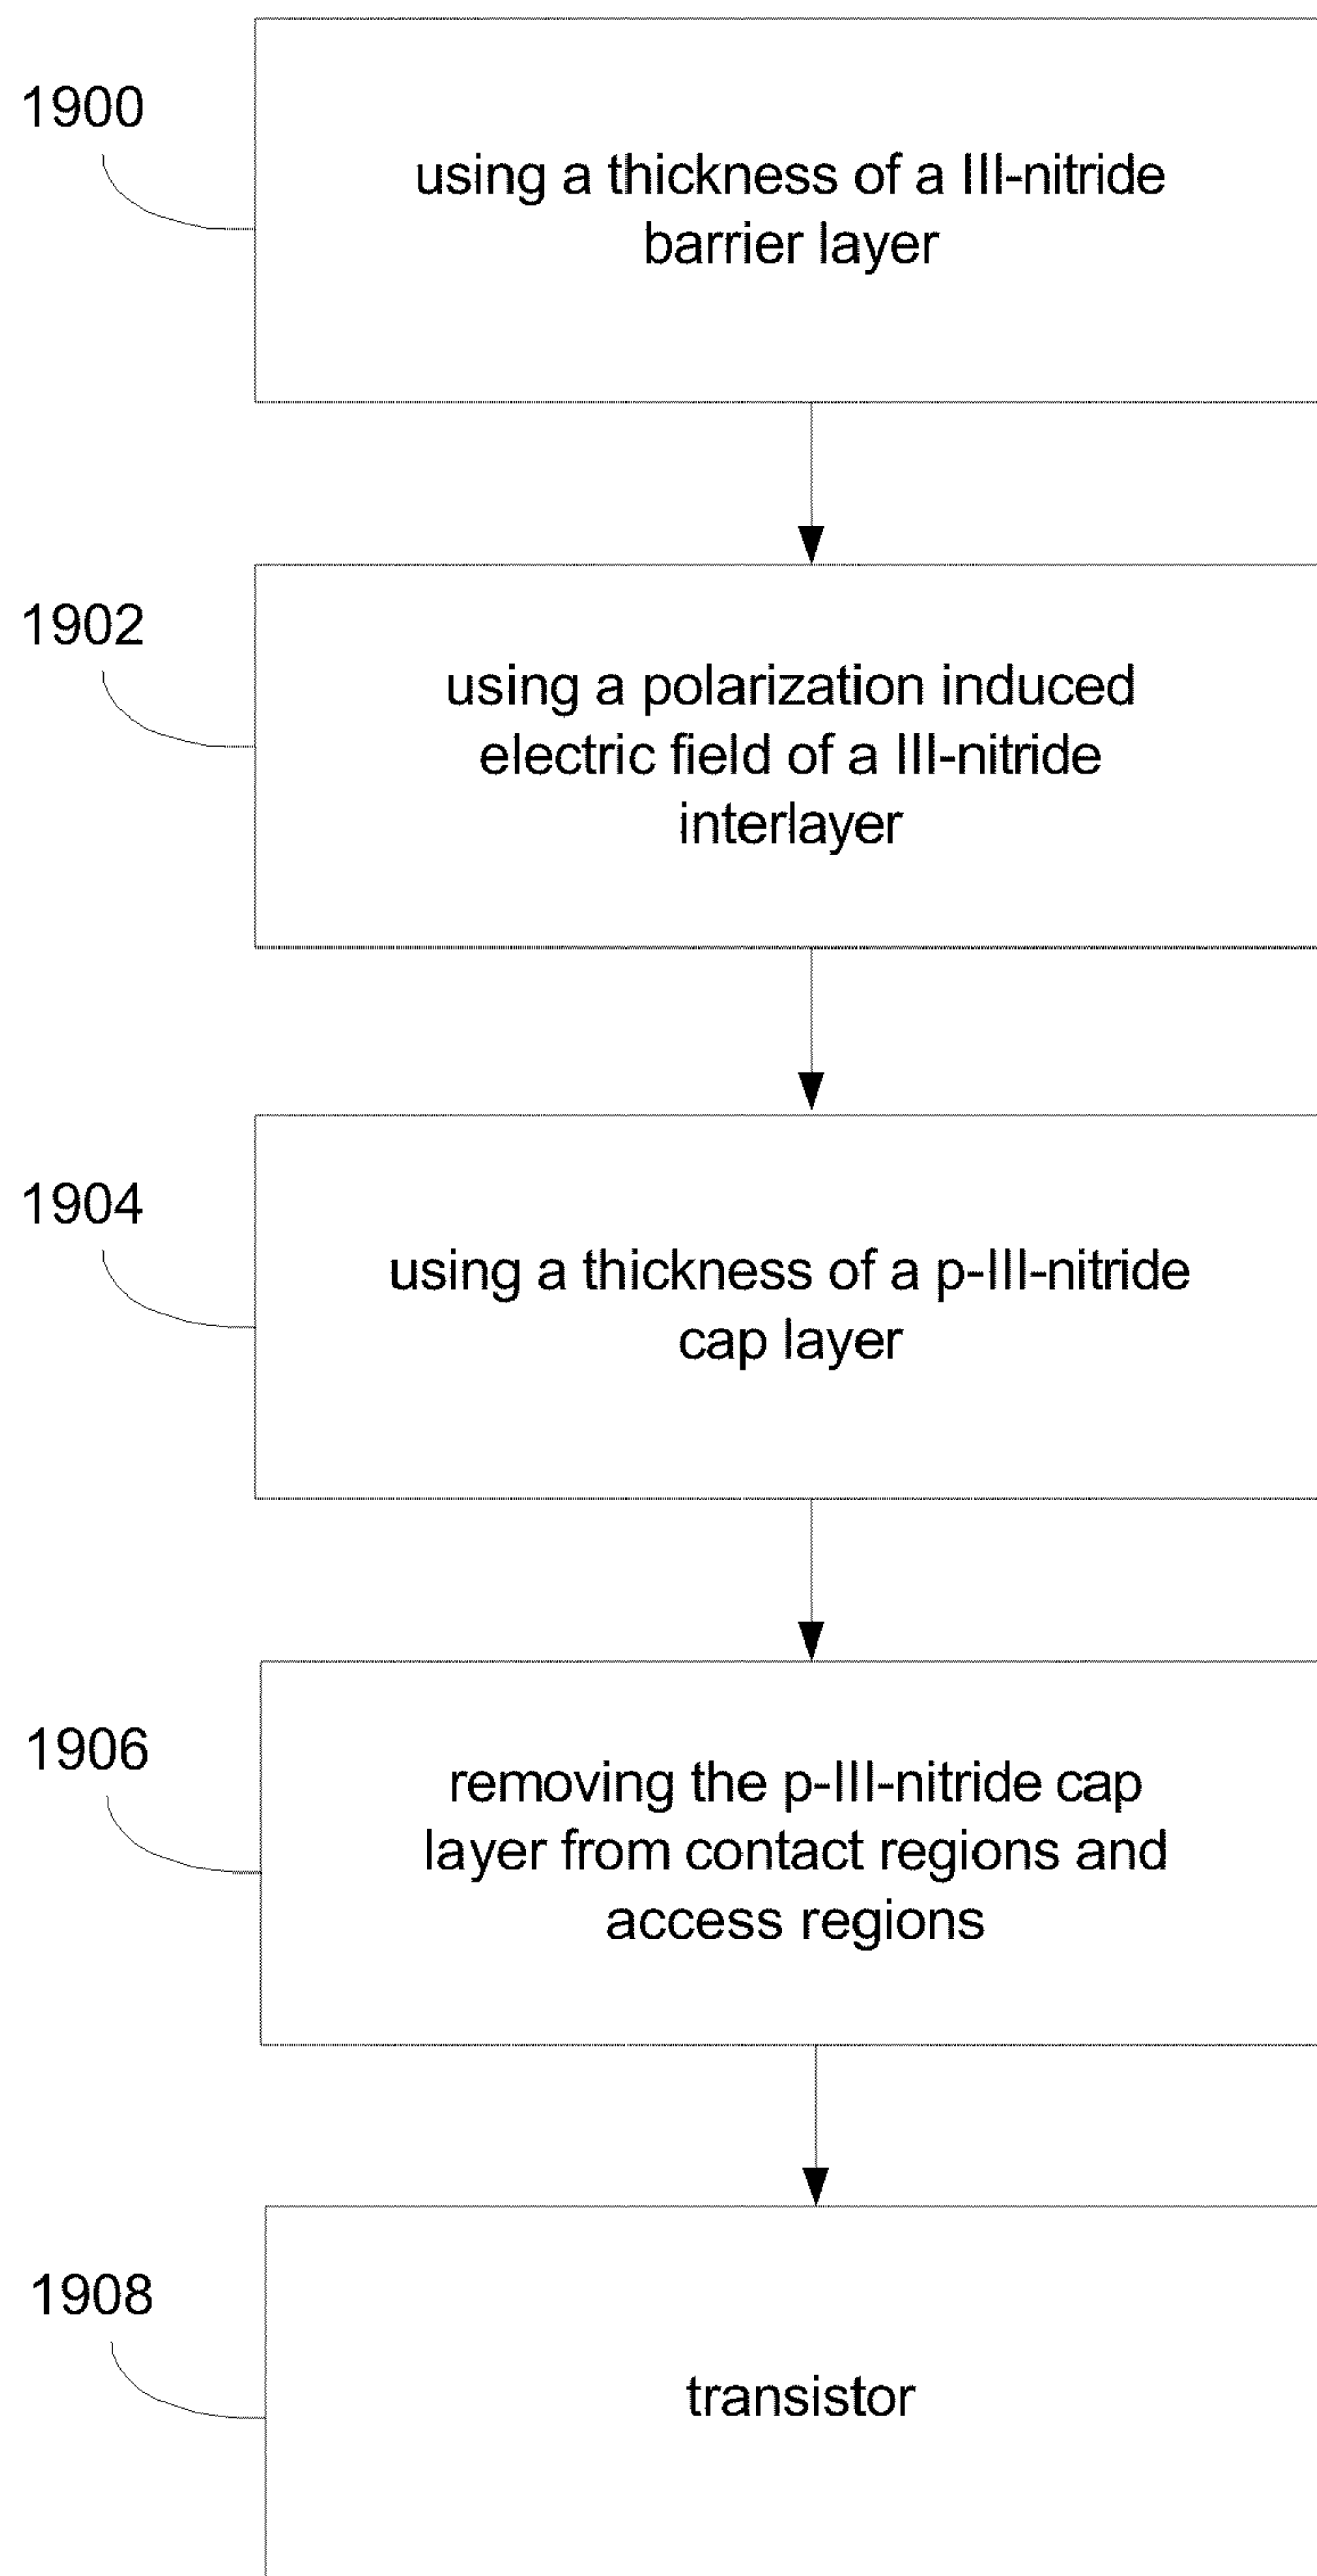 1900
using a thickness of a III-nitride
barrier layer
1902
using a polarization induced
electric field of a III-nitride
interlayer
1904
using a thickness of a p-III-nitride
cap layer
1906
removing the p-III-nitride cap
layer from contact regions and
access regions
1908
transistor